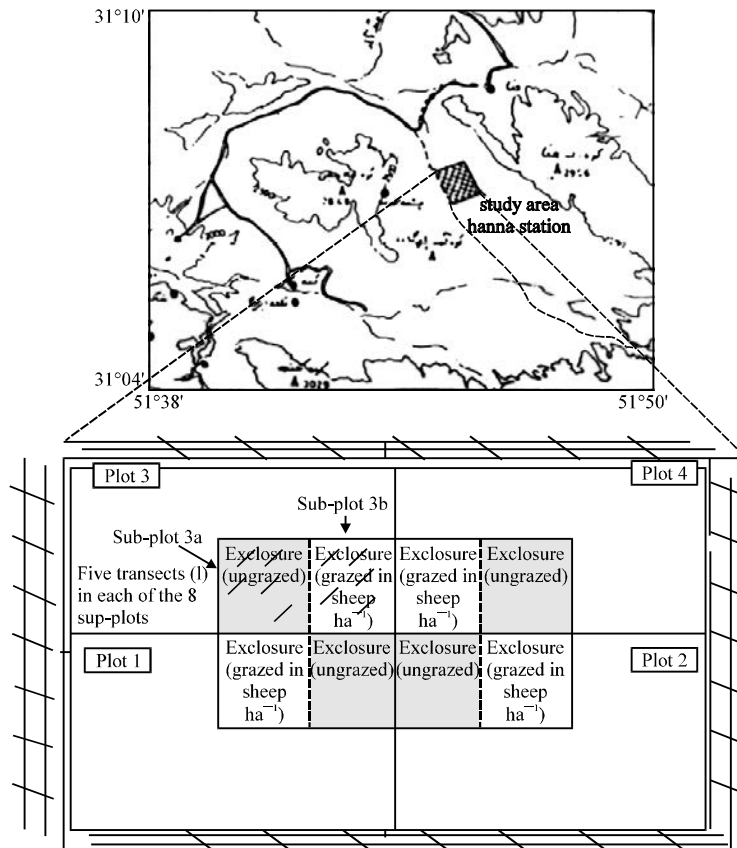 31°10'
2946
study area
hanna station
31°04'
3029
51°38'
51°50'
Plot 3
Plot 4
Sub-plot 3b
Sub-plot 3a
Five transects (l)
in each of the 8
sup-plots
Exclosure
(ungrazed)
Exclosure
(grazed in
sheep
ha⁻¹)
Exclosure
(grazed in
sheep
ha⁻¹)
Exclosure
(ungrazed)
Plot 1
Plot 2
Exclosure
(grazed in
sheep
ha⁻¹)
Exclosure
(ungrazed)
Exclosure
(ungrazed)
Exclosure
(grazed in
sheep
ha⁻¹)